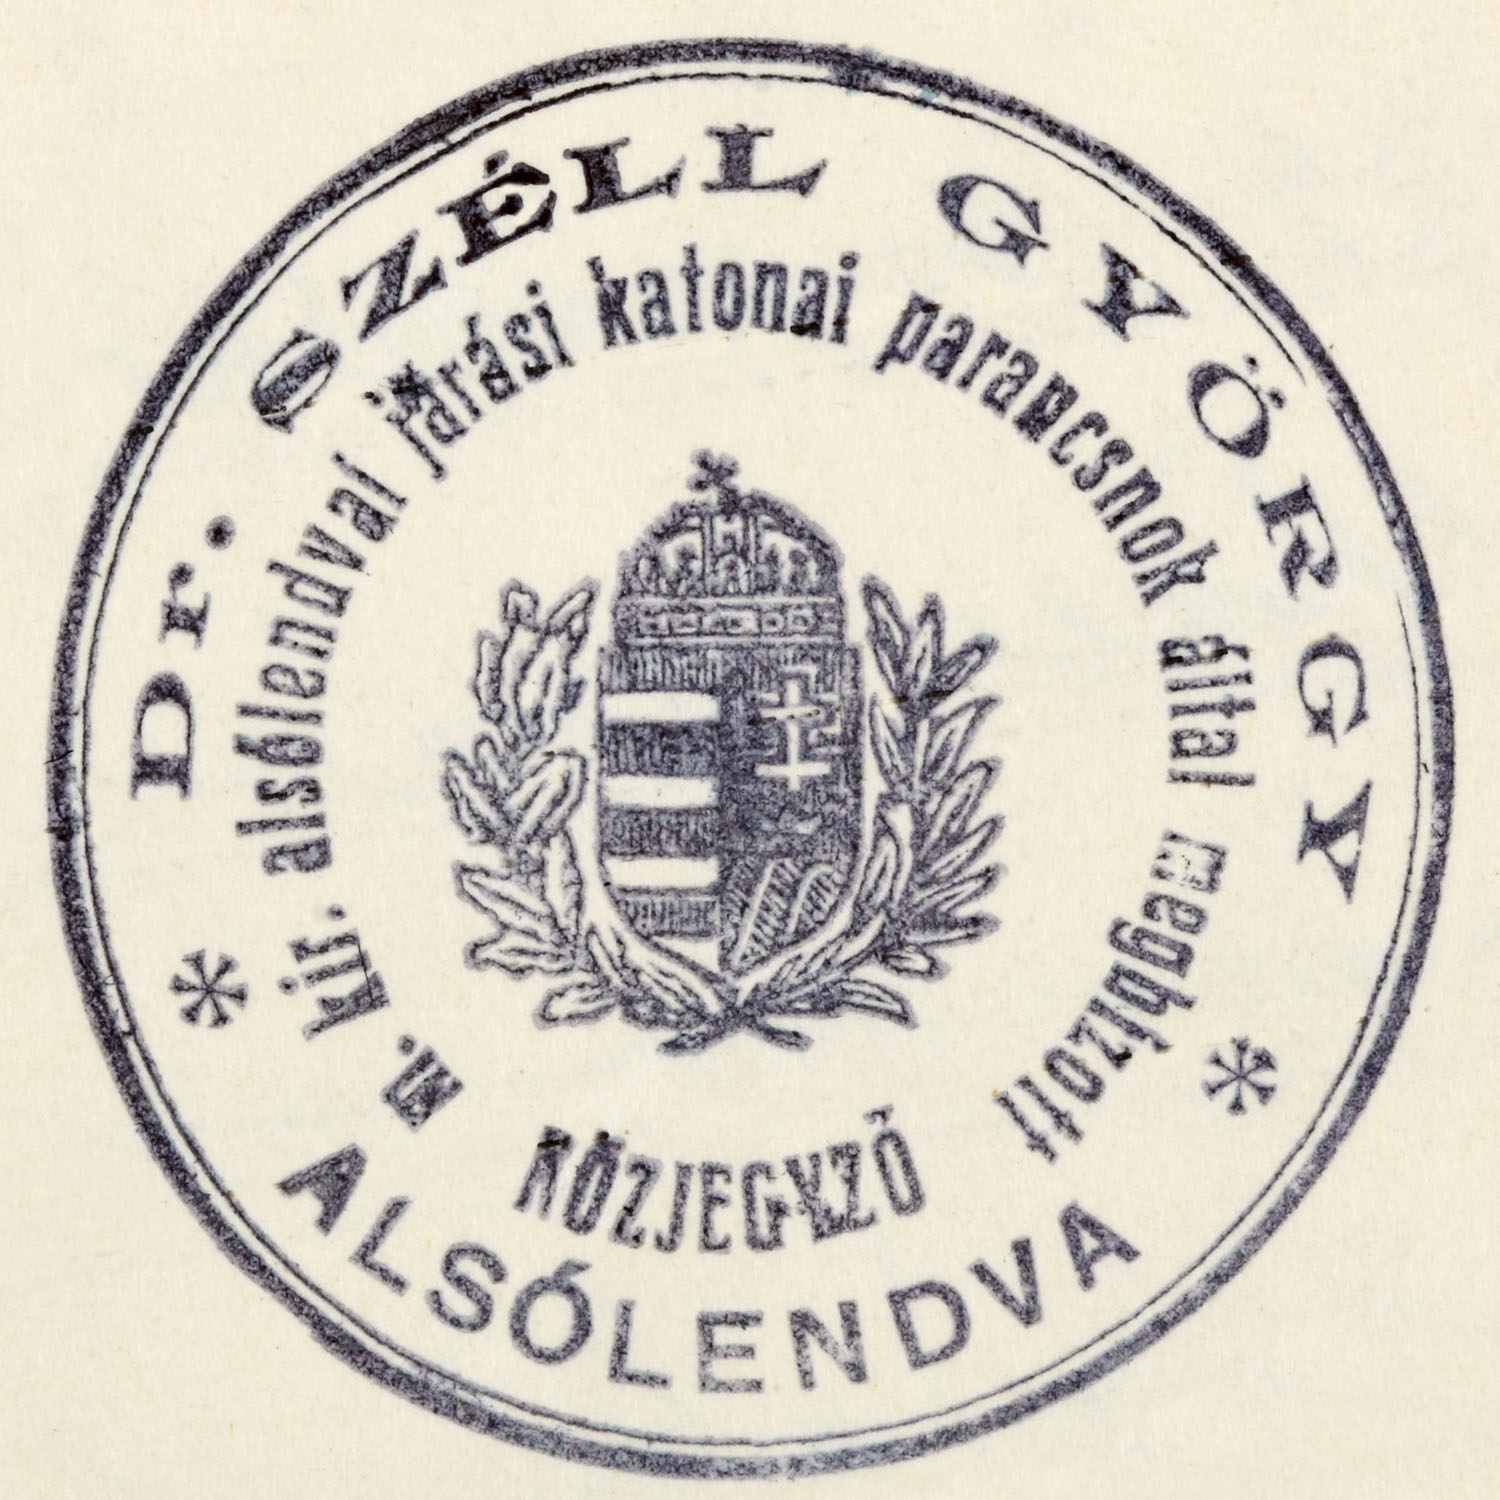 Dr. SZÉLL GYÖRGY
m. kir. alsólendvai járási katonai parancsnok által megbízott
KÖZJEGYZŐ
ALSÓLENDVA